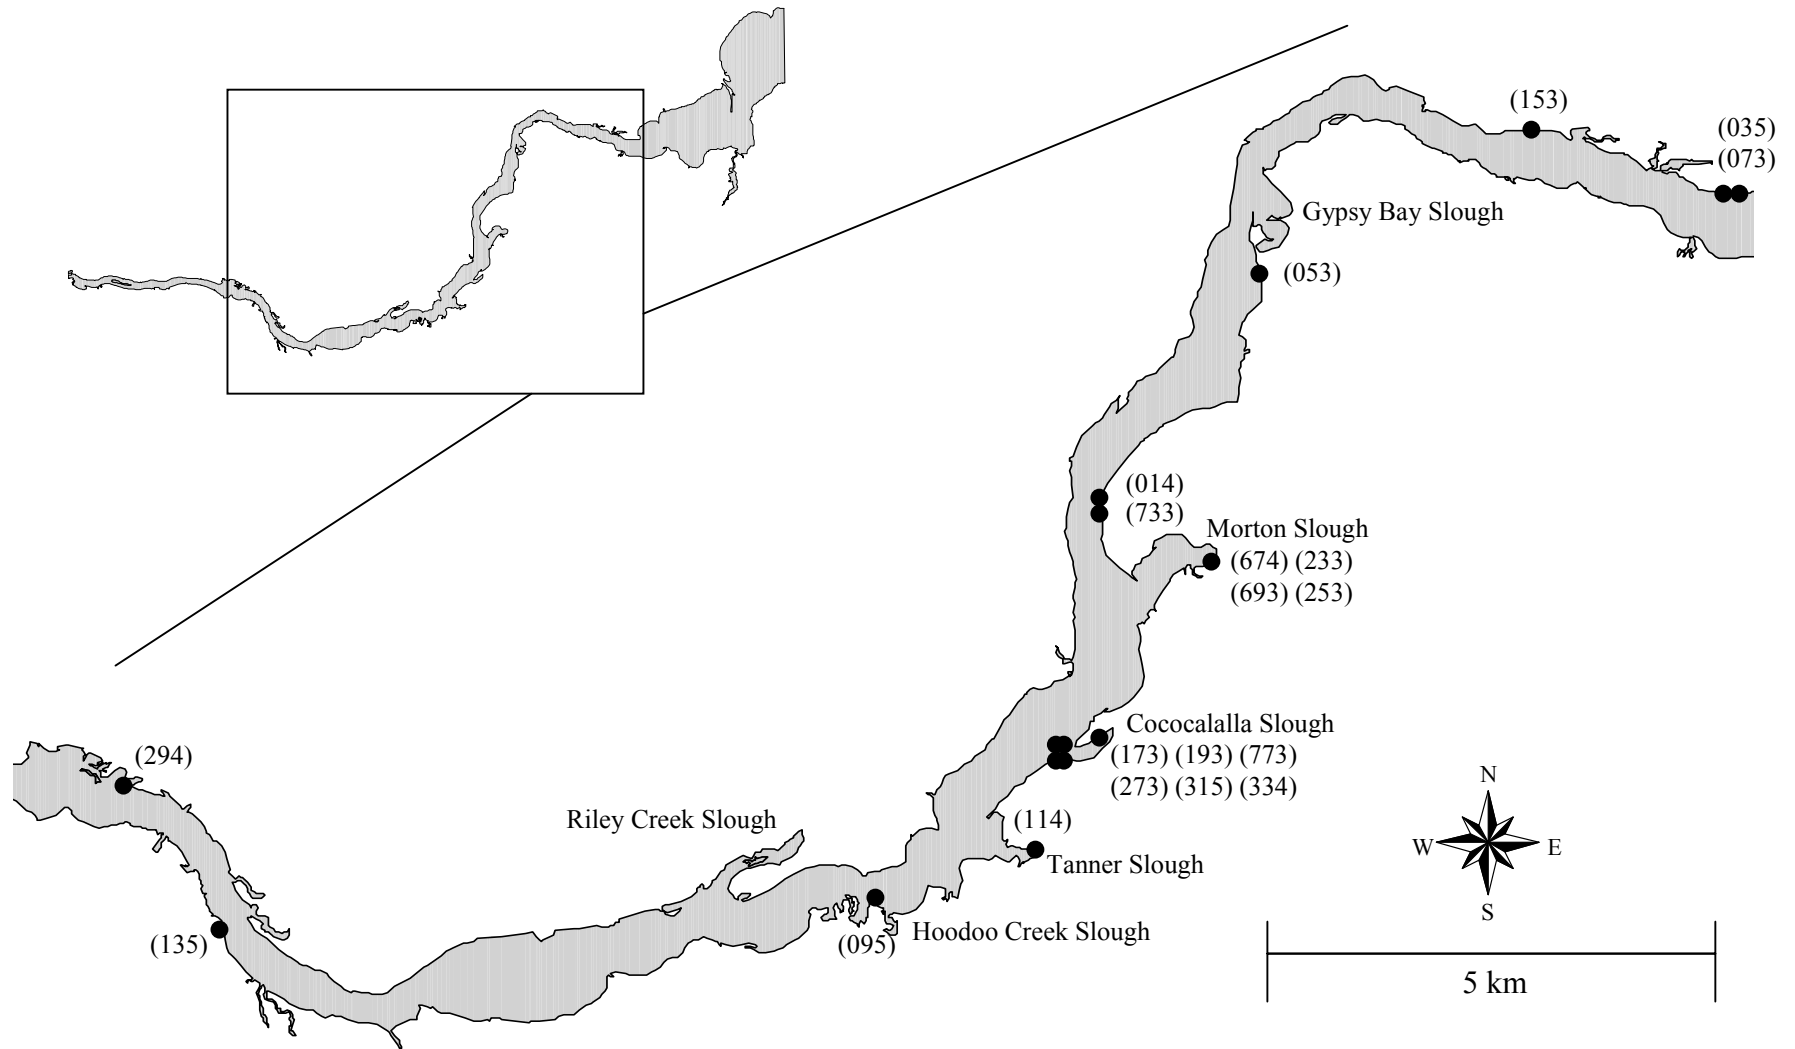 (153)
(035)
(073)
Gypsy Bay Slough
(053)
(014)
(733)
Morton Slough
(674) (233)
(693) (253)
Cococalalla Slough
(173) (193) (773)
(273) (315) (334)
(294)
Riley Creek Slough
(114)
Tanner Slough
(135)
(095)
Hoodoo Creek Slough
N
W
E
S
5 km